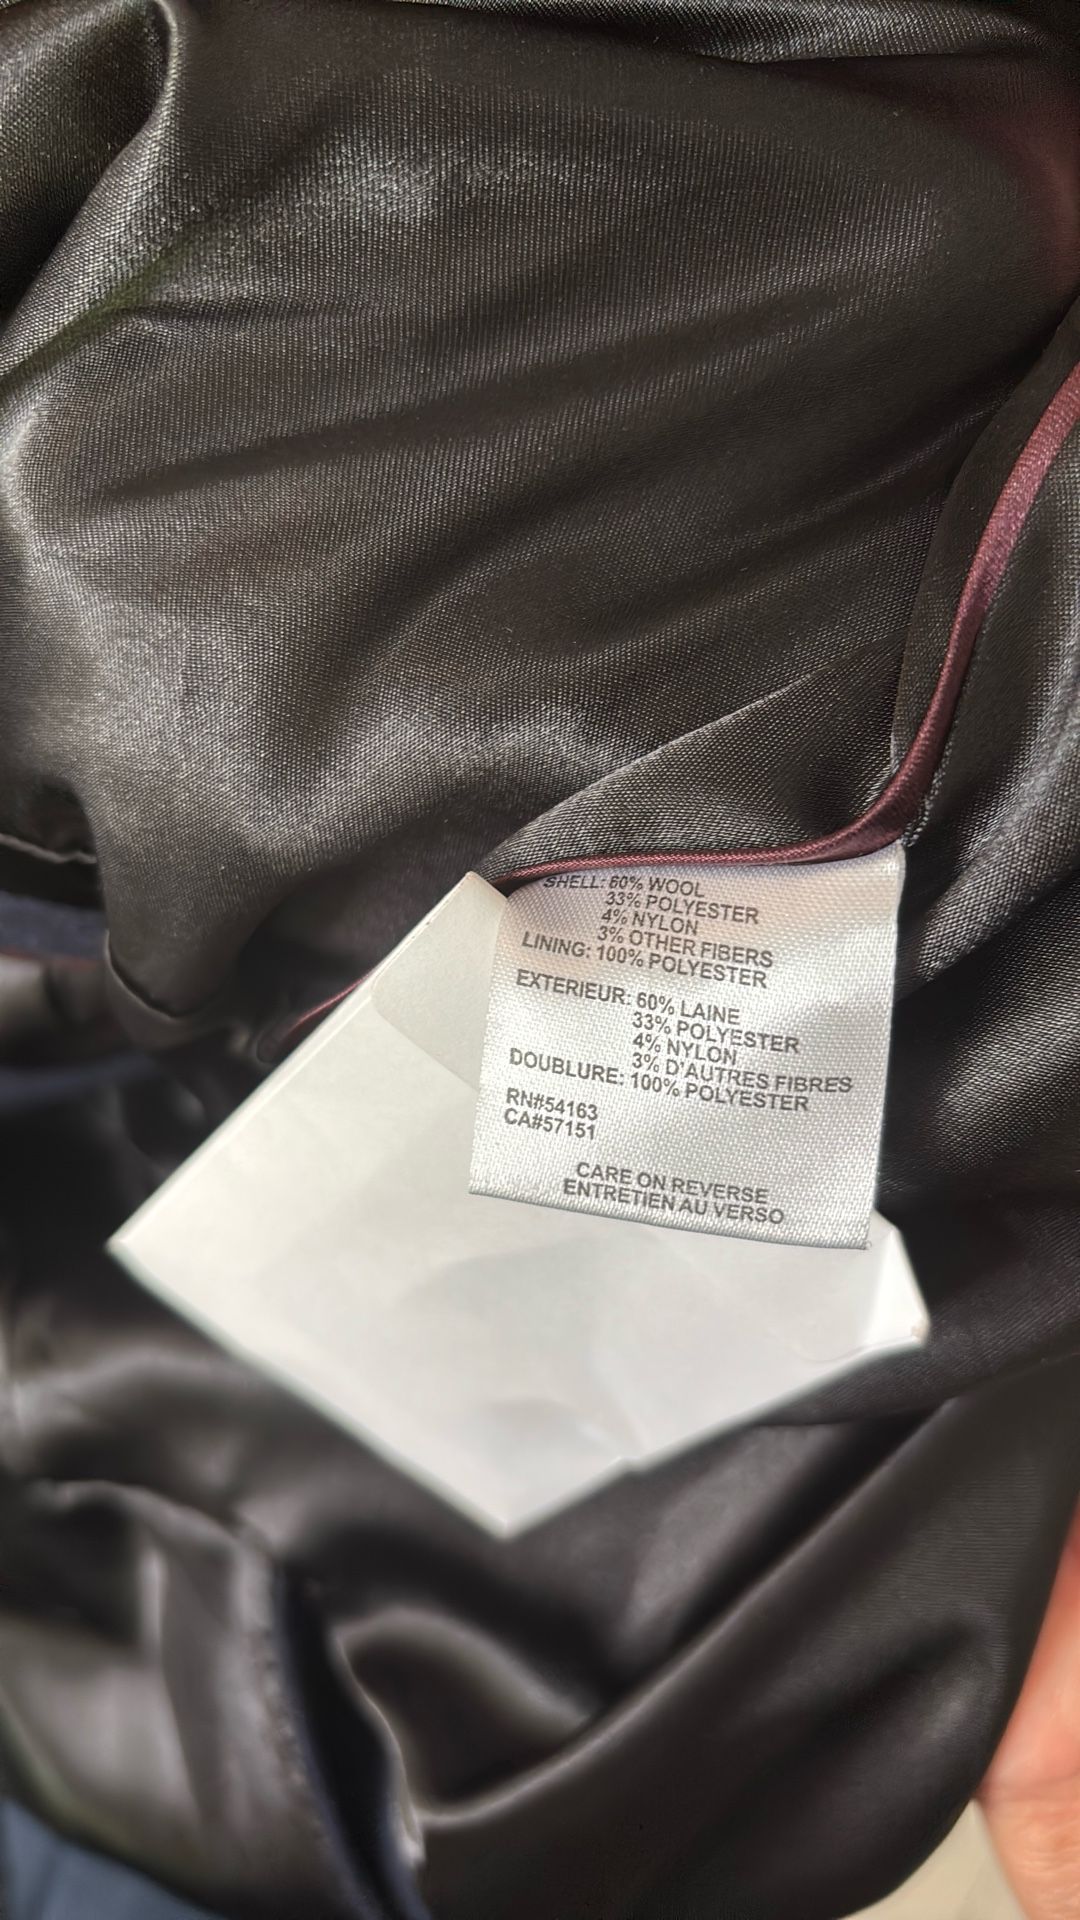 SHELL: 60% WOOL
33% POLYESTER
4% NYLON
3% OTHER FIBERS
LINING: 100% POLYESTER
EXTERIEUR: 60% LAINE
33% POLYESTER
4% NYLON
3% D'AUTRES FIBRES
DOUBLURE: 100% POLYESTER
RN#54163
CA#57151
CARE ON REVERSE
ENTRETIEN AU VERSO